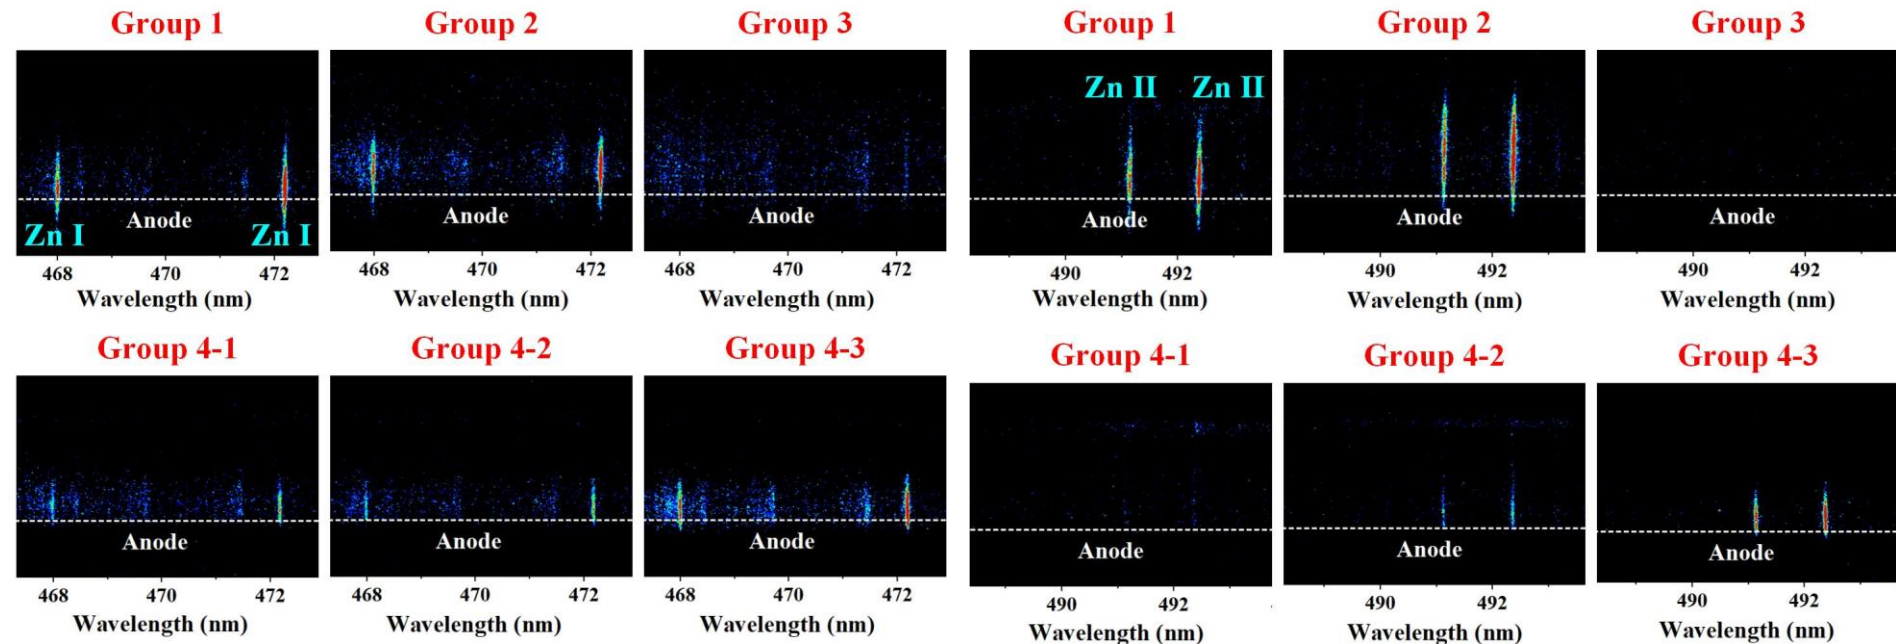 Group 1 Group 2 Group 3 Group 1 Group 2 Group 3
Zn II Zn II
Anode Anode Anode Anode Anode Anode
Zn I Zn I
468 470 472 468 470 472 468 470 472 490 492 490 492 490 492
Wavelength (nm) Wavelength (nm) Wavelength (nm) Wavelength (nm) Wavelength (nm) Wavelength (nm)
Group 4-1 Group 4-2 Group 4-3 Group 4-1 Group 4-2 Group 4-3
Anode Anode Anode Anode Anode Anode
468 470 472 468 470 472 468 470 472 490 492 490 492 490 492
Wavelength (nm) Wavelength (nm) Wavelength (nm) Wavelength (nm) Wavelength (nm) Wavelength (nm)